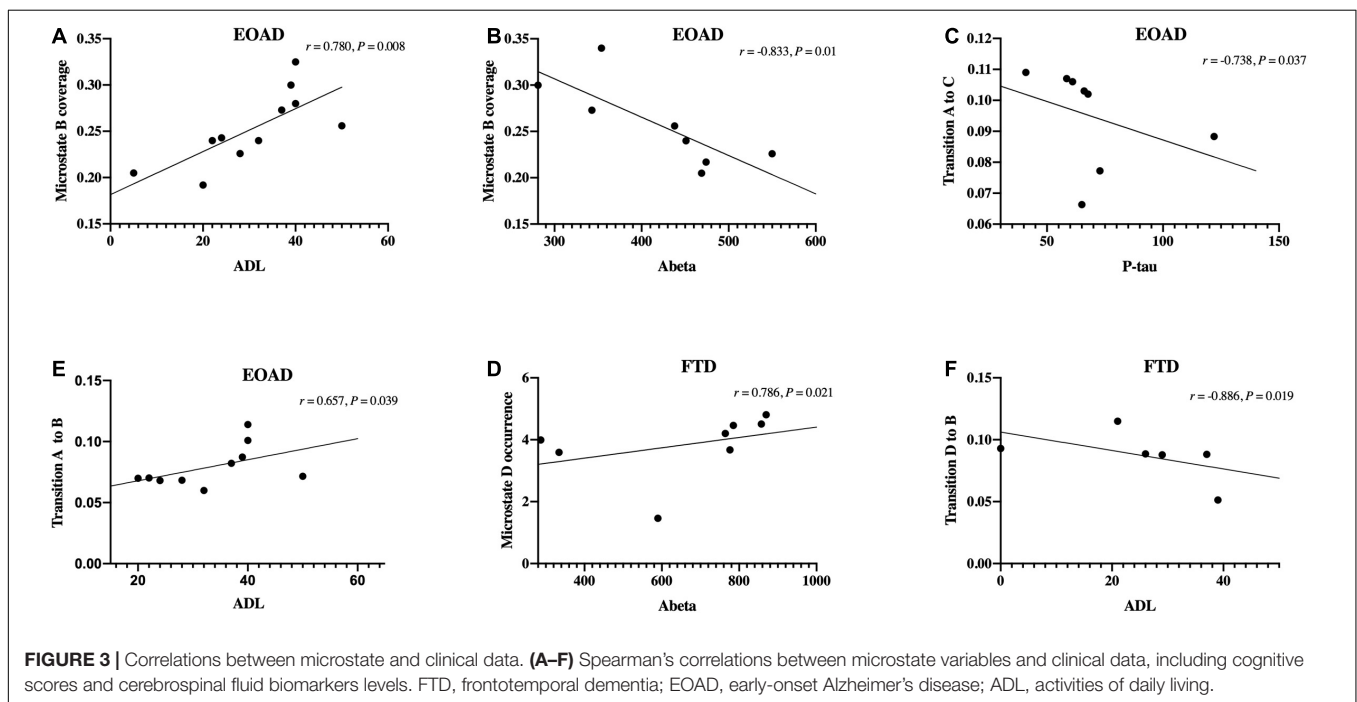 A
EOAD
r = 0.780, P = 0.008
Microstate B coverage
0.35
0.30
0.25
0.20
0.15
0 20 40 60
ADL
B
EOAD
r = -0.833, P = 0.01
Microstate B coverage
0.35
0.30
0.25
0.20
0.15
300 400 500 600
Abeta
C
EOAD
r = -0.738, P = 0.037
Transition A to C
0.12
0.11
0.10
0.09
0.08
0.07
0.06
50 100 150
P-tau
E
EOAD
r = 0.657, P = 0.039
Transition A to B
0.15
0.10
0.05
0.00
20 40 60
ADL
D
FTD
r = 0.786, P = 0.021
Microstate D occurrence
6
4
2
0
400 600 800 1000
Abeta
F
FTD
r = -0.886, P = 0.019
Transition D to B
0.15
0.10
0.05
0.00
0 20 40
ADL
FIGURE 3 | Correlations between microstate and clinical data. (A–F) Spearman's correlations between microstate variables and clinical data, including cognitive
scores and cerebrospinal fluid biomarkers levels. FTD, frontotemporal dementia; EOAD, early-onset Alzheimer's disease; ADL, activities of daily living.